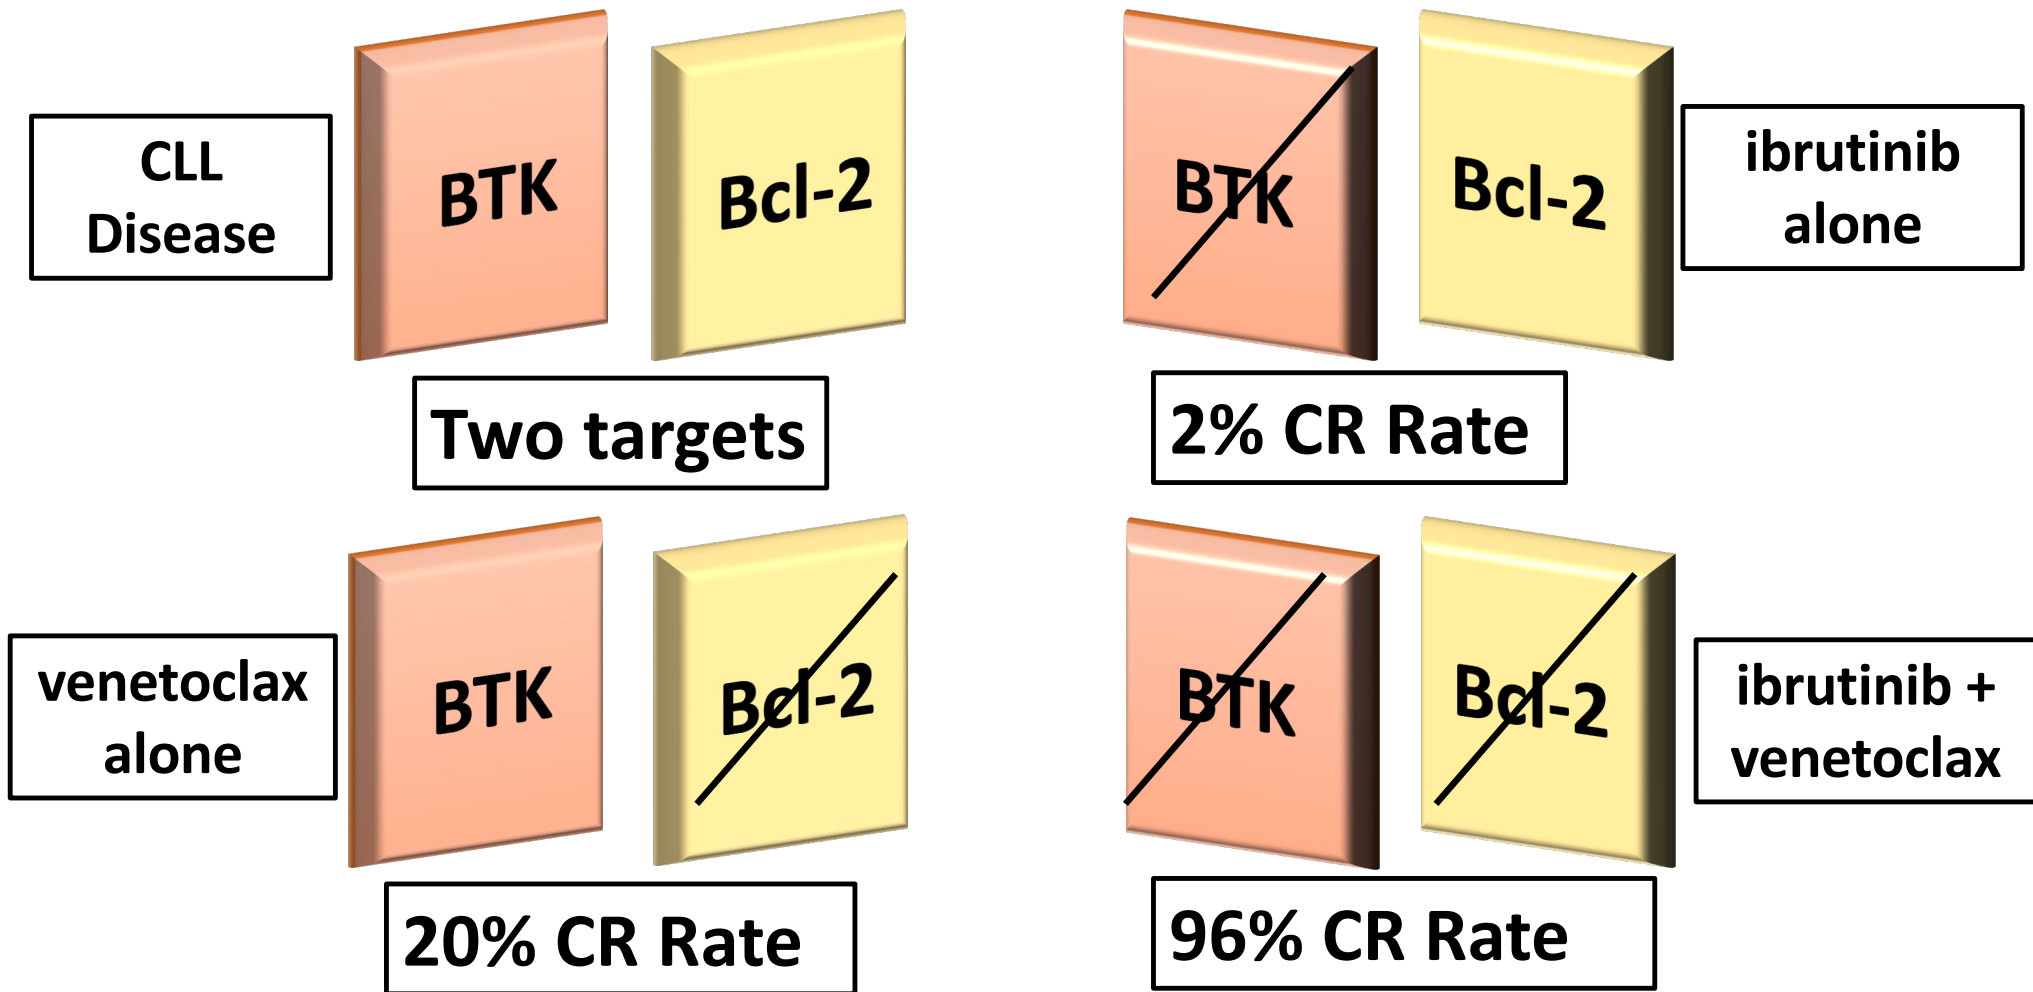 CLL
Disease
BTK
Bcl-2
Two targets
BTK
Bcl-2
ibrutinib
alone
2% CR Rate
venetoclax
alone
BTK
Bcl-2
20% CR Rate
BTK
Bcl-2
ibrutinib +
venetoclax
96% CR Rate